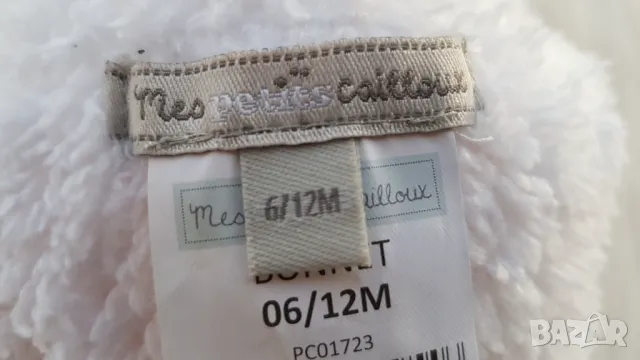 Mes petits cailloux
6/12M
mes ailloux
BONNET
06/12M
PC01723
BAZAR